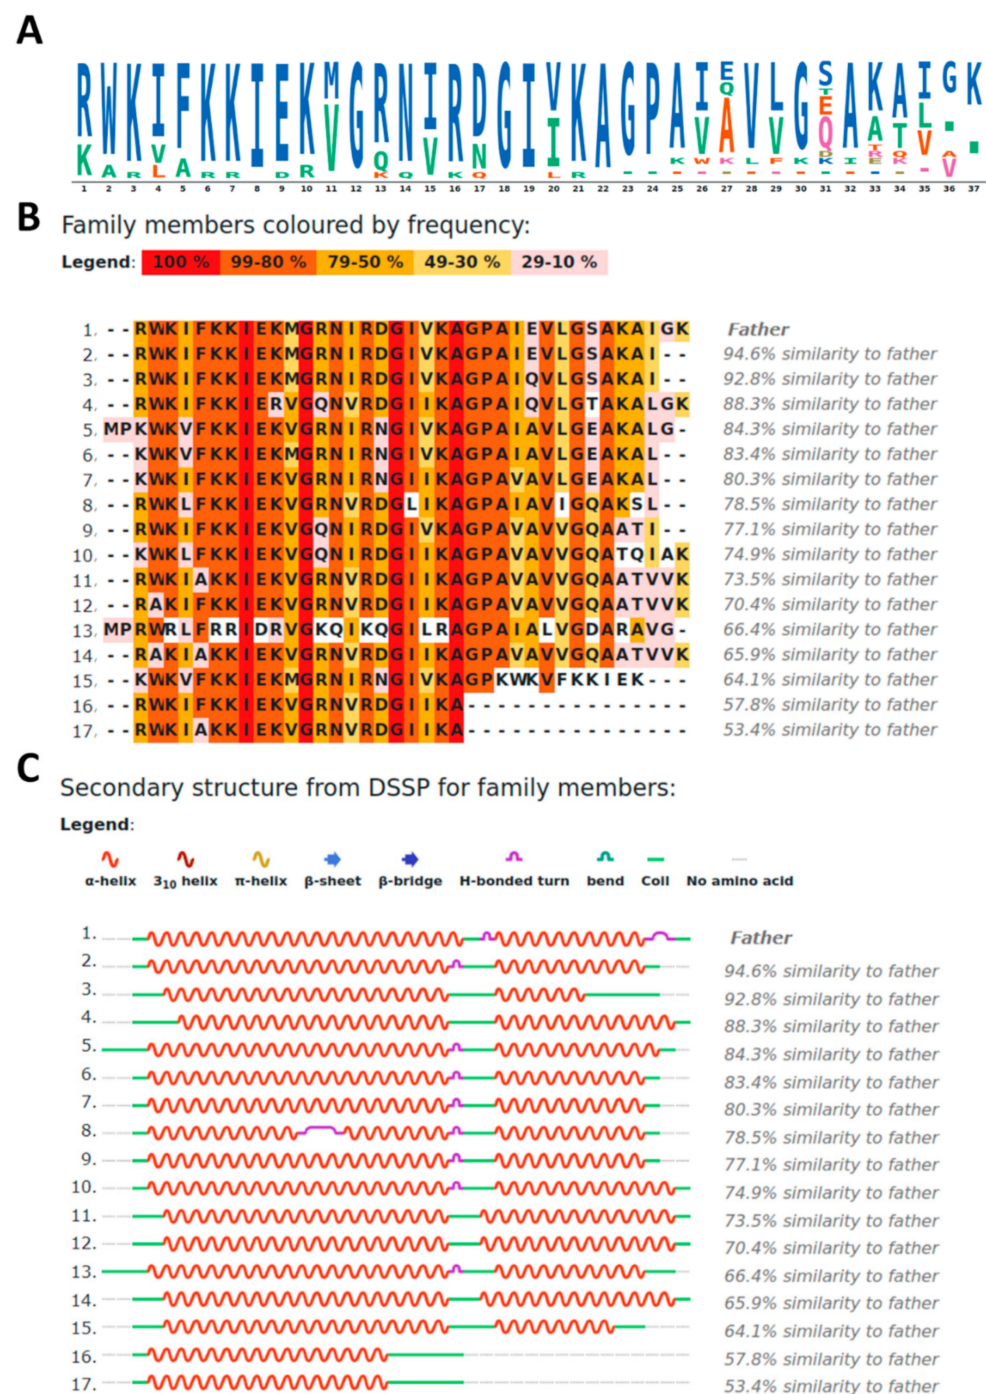 A
RWKIFKKIEKMGRNIRDGIVKAGPAIEVLGSAKAIGK
1 2 3 4 5 6 7 8 9 10 11 12 13 14 15 16 17 18 19 20 21 22 23 24 25 26 27 28 29 30 31 32 33 34 35 36 37
B
Family members coloured by frequency:
Legend: 100 % 99-80 % 79-50 % 49-30 % 29-10 %
1, --RWKIFKKIEKMGRNIRDGIVKAGPAIEVLGSAKAIGK Father
2, --RWKIFKKIEKMGRNIRDGIVKAGPAIEVLGSAKAI-- 94.6% similarity to father
3, --RWKIFKKIEKMGRNIRDGIVKAGPAIQVLGSAKAI-- 92.8% similarity to father
4, --RWKIFKKIERVGQNVRDGIIKAGPAIQVLGTAKALGK 88.3% similarity to father
5, MPKWKVFKKIEKVGRNIRNGIVKAGPAIAVLGEAKALG- 84.3% similarity to father
6, --KWKVFKKIEKMGRNIRNGIVKAGPAIAVLGEAKAL-- 83.4% similarity to father
7, --KWKIFKKIEKVGRNIRNGIIKAGPAVAVLGEAKAL-- 80.3% similarity to father
8, --RWKLFKKIEKVGRNVRDGLIKAGPAIAVIGQAKSL-- 78.5% similarity to father
9, --RWKIFKKIEKVGQNIRDGIVKAGPAVAVVGQAATI-- 77.1% similarity to father
10, --KWKLFKKIEKVGQNIRDGIIKAGPAVAVVGQATQIAK 74.9% similarity to father
11, --RWKIAKKIEKVGRNVRDGIIKAGPAVAVVGQAATVVK 73.5% similarity to father
12, --RAKIFKKIEKVGRNVRDGIIKAGPAVAVVGQAATVVK 70.4% similarity to father
13, MPRWRLFRRIDRVGKQIKQGILRAGPAIALVGDARAVG- 66.4% similarity to father
14, --RAKIAKKIEKVGRNVRDGIIKAGPAVAVVGQAATVVK 65.9% similarity to father
15, --KWKVFKKIEKMGRNIRNGIVKAGPKWKVFKKIEK--- 64.1% similarity to father
16, --RWKIFKKIEKVGRNVRDGIIKA--------------- 57.8% similarity to father
17, --RWKIAKKIEKVGRNVRDGIIKA--------------- 53.4% similarity to father
C
Secondary structure from DSSP for family members:
Legend:
α-helix 3₁₀ helix π-helix β-sheet β-bridge H-bonded turn bend Coil No amino acid
1. Father
2. 94.6% similarity to father
3. 92.8% similarity to father
4. 88.3% similarity to father
5. 84.3% similarity to father
6. 83.4% similarity to father
7. 80.3% similarity to father
8. 78.5% similarity to father
9. 77.1% similarity to father
10. 74.9% similarity to father
11. 73.5% similarity to father
12. 70.4% similarity to father
13. 66.4% similarity to father
14. 65.9% similarity to father
15. 64.1% similarity to father
16. 57.8% similarity to father
17. 53.4% similarity to father